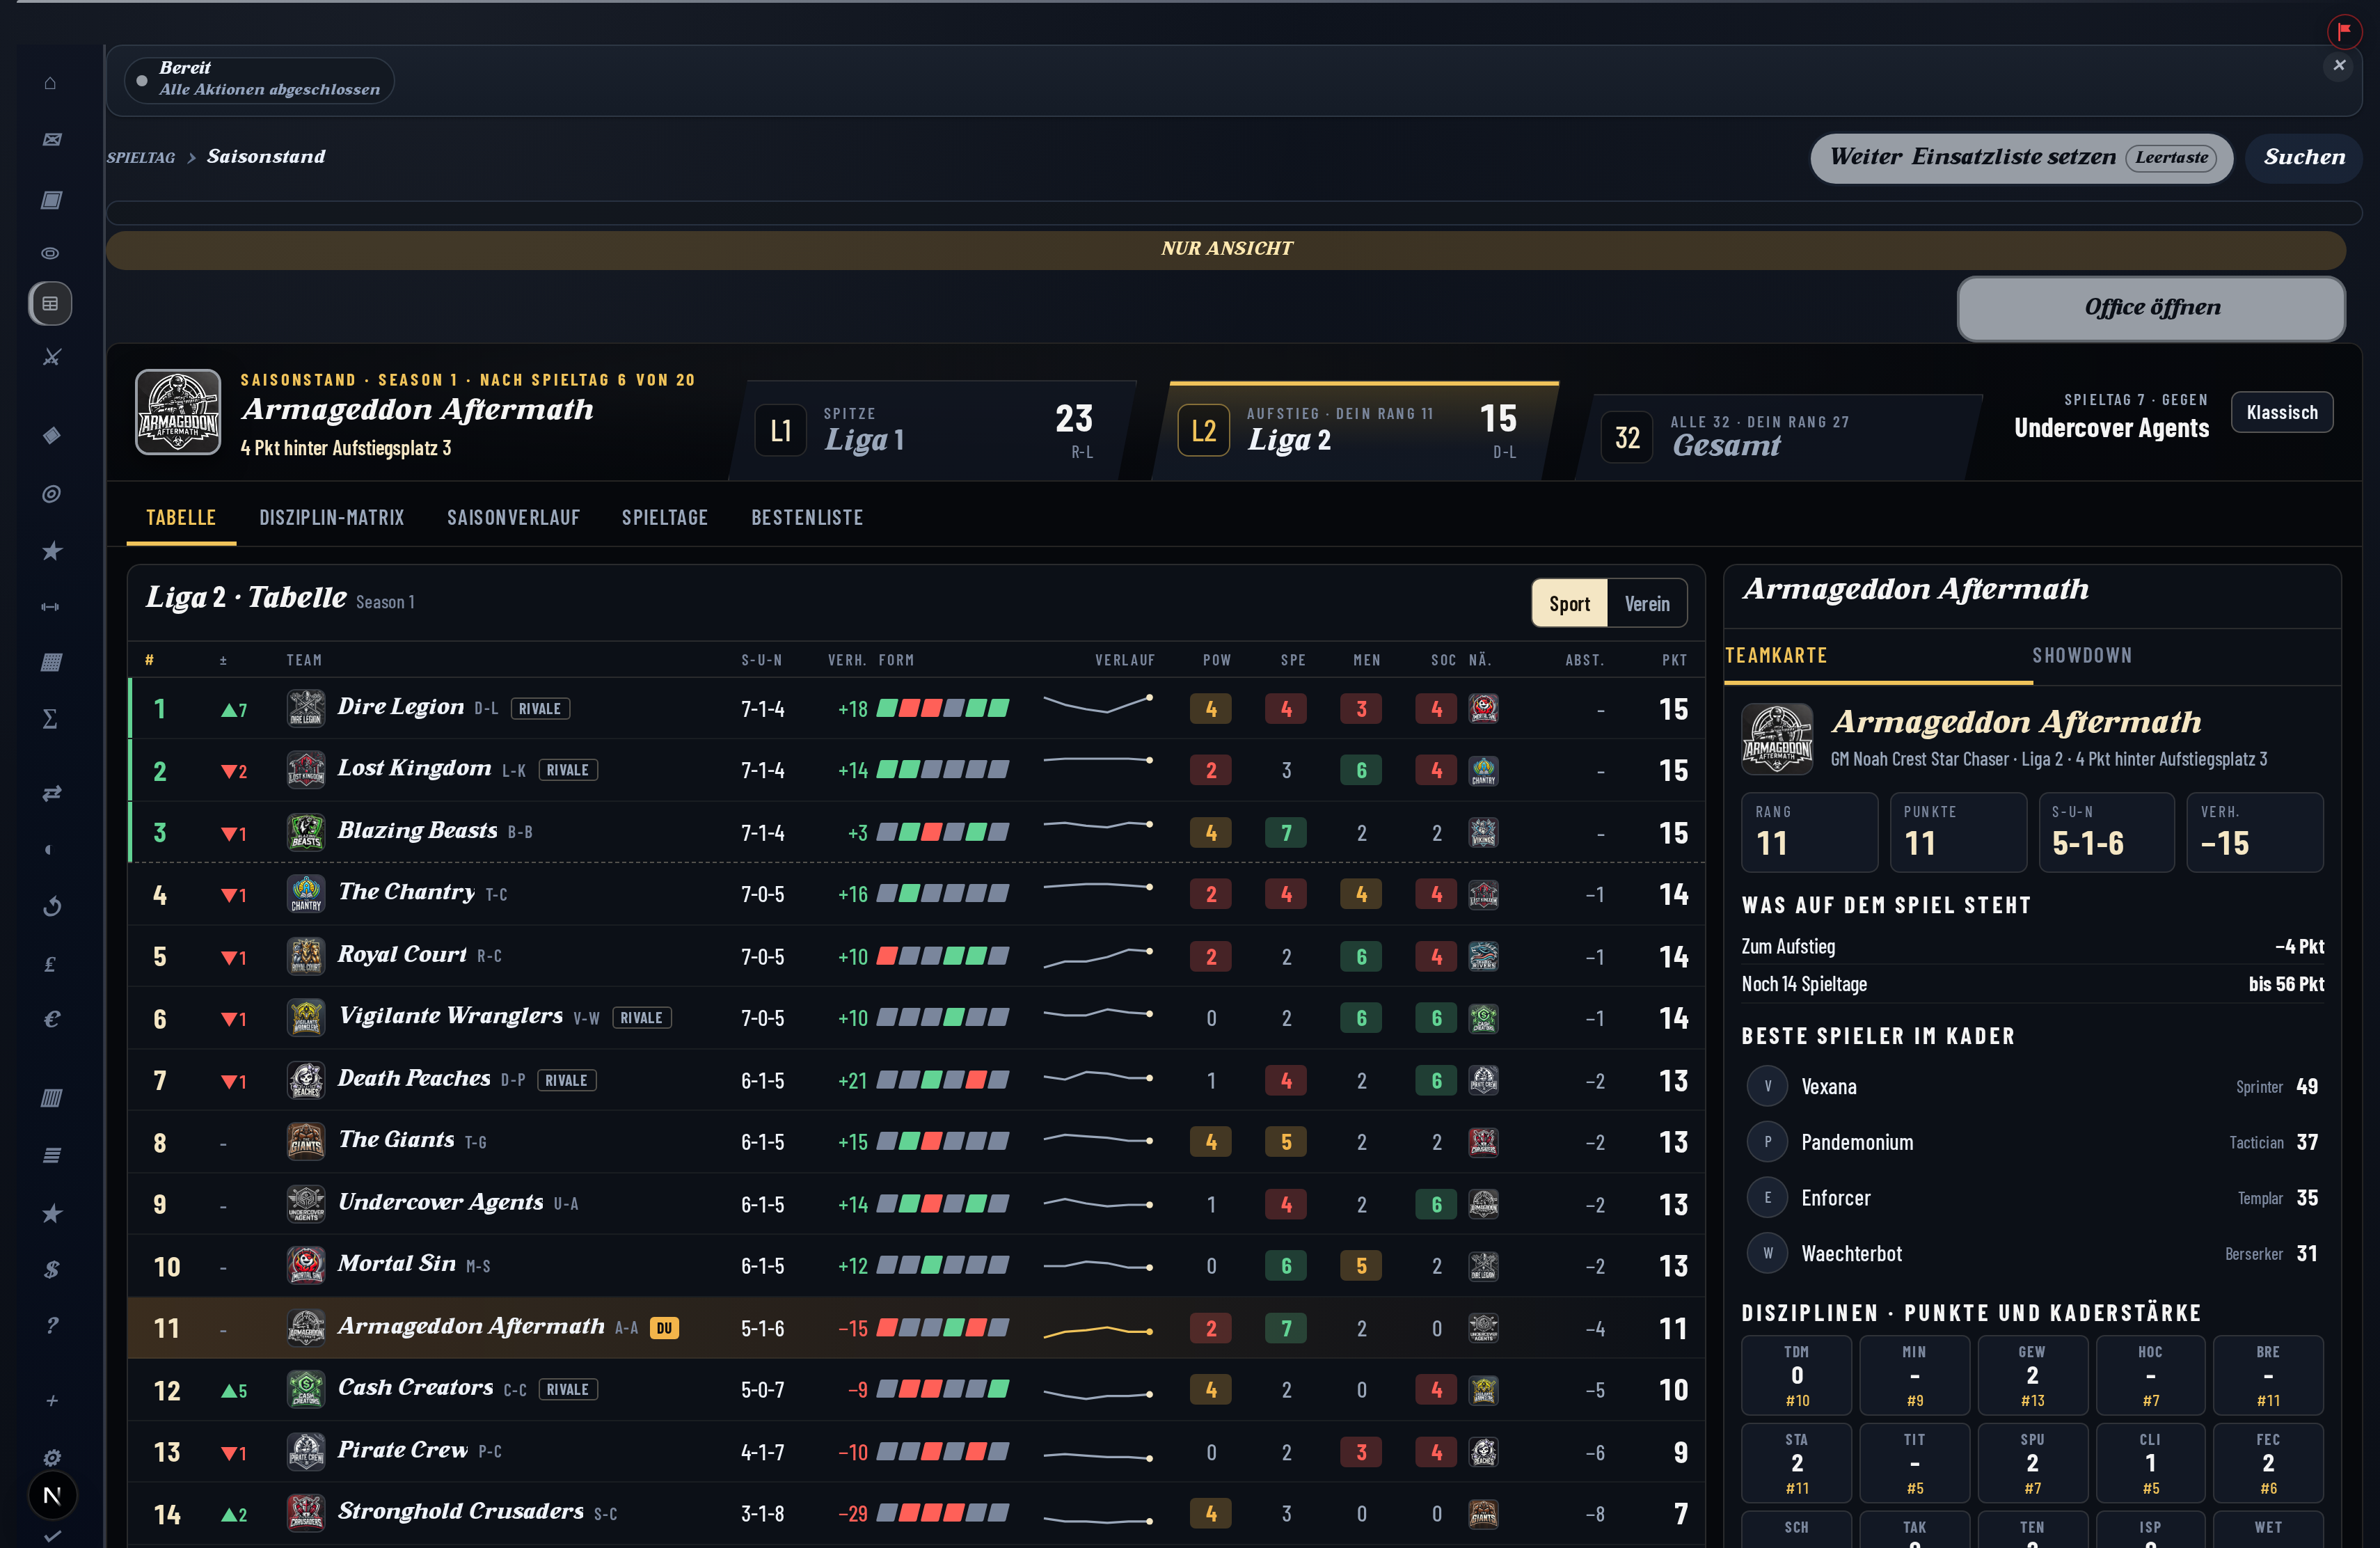 Bereit
Alle Aktionen abgeschlossen
SPIELTAG > Saisonstand
Weiter Einsatzliste setzen Leertaste
Suchen
NUR ANSICHT
Office öffnen
SAISONSTAND · SEASON 1 · NACH SPIELTAG 6 VON 20
Armageddon Aftermath
4 Pkt hinter Aufstiegsplatz 3
L1 SPITZE Liga 1 23 R-L
L2 AUFSTIEG · DEIN RANG 11 Liga 2 15 D-L
32 ALLE 32 · DEIN RANG 27 Gesamt
SPIELTAG 7 · GEGEN
Undercover Agents
Klassisch
TABELLE DISZIPLIN-MATRIX SAISONVERLAUF SPIELTAGE BESTENLISTE
Liga 2 · Tabelle Season 1
Sport Verein
# ± TEAM S-U-N VERH. FORM VERLAUF POW SPE MEN SOC NÄ. ABST. PKT
1 ▲7 Dire Legion D-L RIVALE 7-1-4 +18 4 4 3 4 - 15
2 ▼2 Lost Kingdom L-K RIVALE 7-1-4 +14 2 3 6 4 - 15
3 ▼1 Blazing Beasts B-B 7-1-4 +3 4 7 2 2 - 15
4 ▼1 The Chantry T-C 7-0-5 +16 2 4 4 4 −1 14
5 ▼1 Royal Court R-C 7-0-5 +10 2 2 6 4 −1 14
6 ▼1 Vigilante Wranglers V-W RIVALE 7-0-5 +10 0 2 6 6 −1 14
7 ▼1 Death Peaches D-P RIVALE 6-1-5 +21 1 4 2 6 −2 13
8 - The Giants T-G 6-1-5 +15 4 5 2 2 −2 13
9 - Undercover Agents U-A 6-1-5 +14 1 4 2 6 −2 13
10 - Mortal Sin M-S 6-1-5 +12 0 6 5 2 −2 13
11 - Armageddon Aftermath A-A DU 5-1-6 −15 2 7 2 0 −4 11
12 ▲5 Cash Creators C-C RIVALE 5-0-7 −9 4 2 0 4 −5 10
13 ▼1 Pirate Crew P-C 4-1-7 −10 0 2 3 4 −6 9
14 ▲2 Stronghold Crusaders S-C 3-1-8 −29 4 3 0 0 −8 7
Armageddon Aftermath
TEAMKARTE SHOWDOWN
Armageddon Aftermath
GM Noah Crest Star Chaser · Liga 2 · 4 Pkt hinter Aufstiegsplatz 3
RANG PUNKTE S-U-N VERH.
11 11 5-1-6 −15
WAS AUF DEM SPIEL STEHT
Zum Aufstieg −4 Pkt
Noch 14 Spieltage bis 56 Pkt
BESTE SPIELER IM KADER
V Vexana Sprinter 49
P Pandemonium Tactician 37
E Enforcer Templar 35
W Waechterbot Berserker 31
DISZIPLINEN · PUNKTE UND KADERSTÄRKE
TDM MIN GEW HOC BRE
0 - 2 - -
#10 #9 #13 #7 #11
STA TIT SPU CLI FEC
2 - 2 1 2
#11 #5 #7 #5 #6
SCH TAK TEN ISP WET